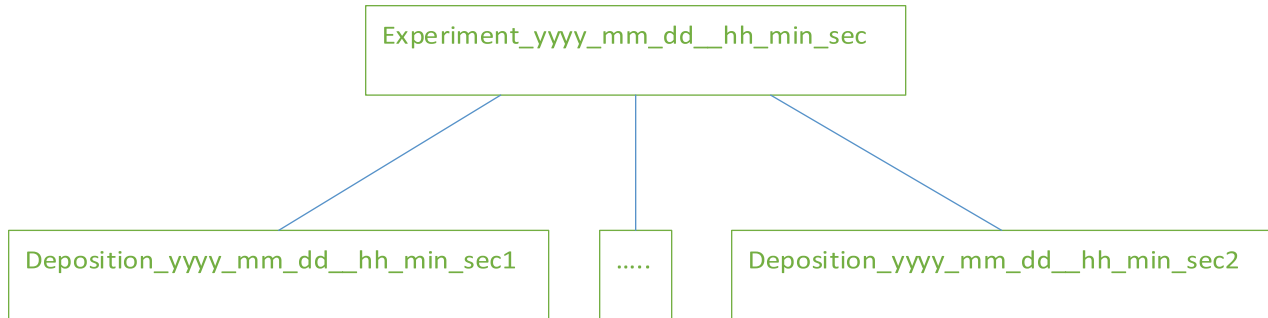 Experiment_yyyy_mm_dd__hh_min_sec
Deposition_yyyy_mm_dd__hh_min_sec1
.....
Deposition_yyyy_mm_dd__hh_min_sec2